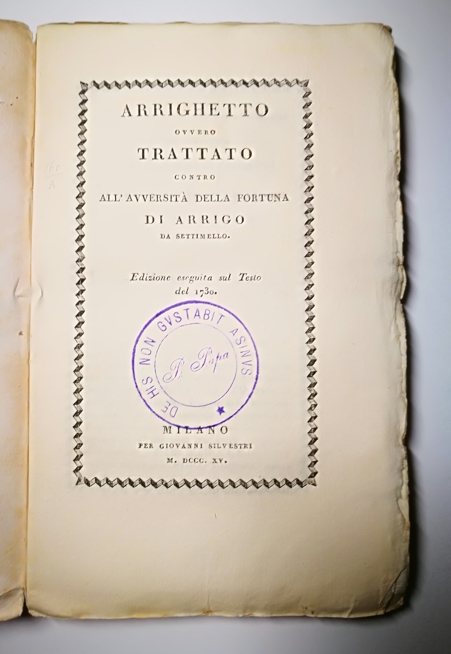 ARRIGHETTO
OVVERO
TRATTATO
CONTRO
ALL'AVVERSITÀ DELLA FORTUNA
DI ARRIGO
DA SETTIMELLO.
Edizione eseguita sul Testo
del 1730.
DE HIS NON GVSTABIT ASINVS
P. Papa
MILANO
PER GIOVANNI SILVESTRI
M. DCCC. XV.